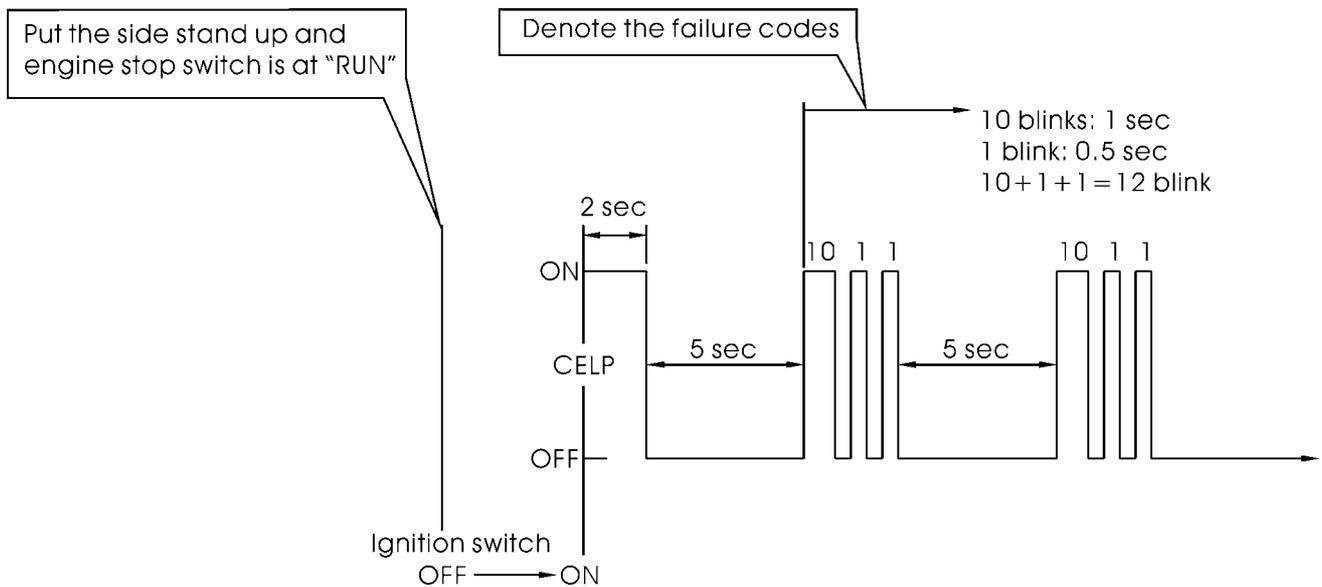 Put the side stand up and
engine stop switch is at “RUN”
Denote the failure codes
10 blinks: 1 sec
1 blink: 0.5 sec
10+1+1=12 blink
2 sec
10 1 1
10 1 1
ON
5 sec
5 sec
CELP
OFF
Ignition switch
OFF
ON